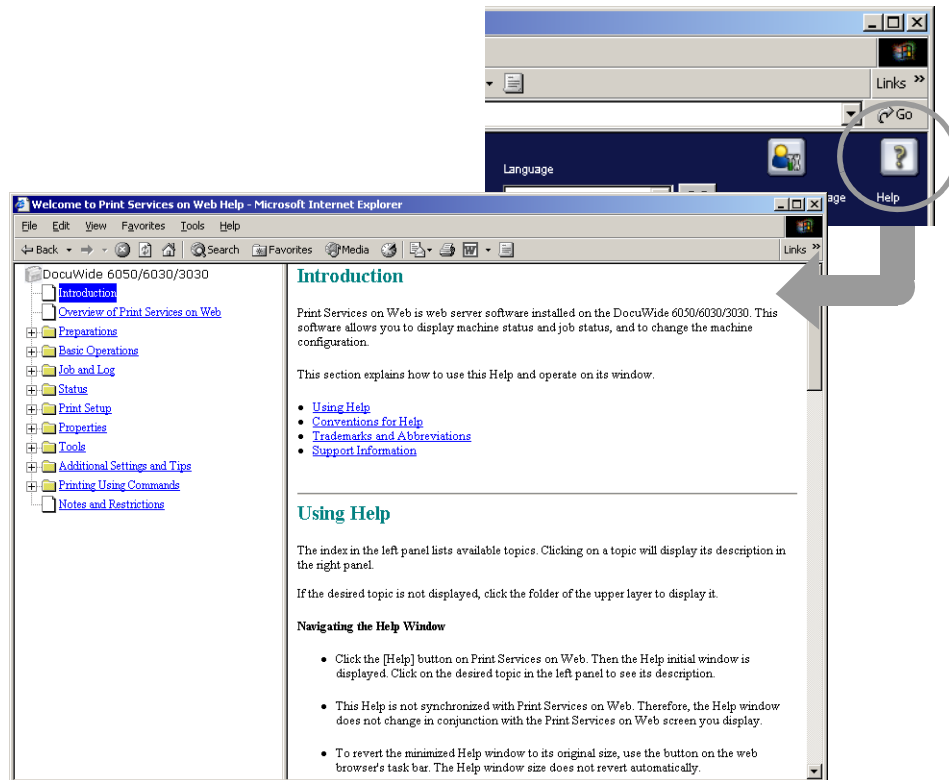 Links »
Go
Language
age
Help
Welcome to Print Services on Web Help - Microsoft Internet Explorer
File Edit View Favorites Tools Help
Back Search Favorites Media Links »
DocuWide 6050/6030/3030
Introduction
Overview of Print Services on Web
Preparations
Basic Operations
Job and Log
Status
Print Setup
Properties
Tools
Additional Settings and Tips
Printing Using Commands
Notes and Restrictions
Introduction
Print Services on Web is web server software installed on the DocuWide 6050/6030/3030. This
software allows you to display machine status and job status, and to change the machine
configuration.
This section explains how to use this Help and operate on its window.
• Using Help
• Conventions for Help
• Trademarks and Abbreviations
• Support Information
Using Help
The index in the left panel lists available topics. Clicking on a topic will display its description in
the right panel.
If the desired topic is not displayed, click the folder of the upper layer to display it.
Navigating the Help Window
• Click the [Help] button on Print Services on Web. Then the Help initial window is
displayed. Click on the desired topic in the left panel to see its description.
• This Help is not synchronized with Print Services on Web. Therefore, the Help window
does not change in conjunction with the Print Services on Web screen you display.
• To revert the minimized Help window to its original size, use the button on the web
browser's task bar. The Help window size does not revert automatically.